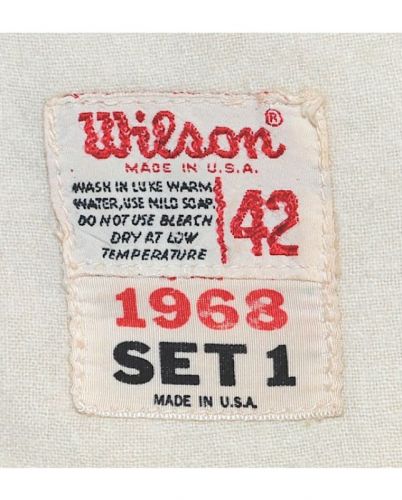 Wilson®
MADE IN U.S.A.
WASH IN LUKE WARM
WATER, USE MILD SOAP.
DO NOT USE BLEACH
DRY AT LOW
TEMPERATURE
42
1968
SET 1
MADE IN U.S.A.